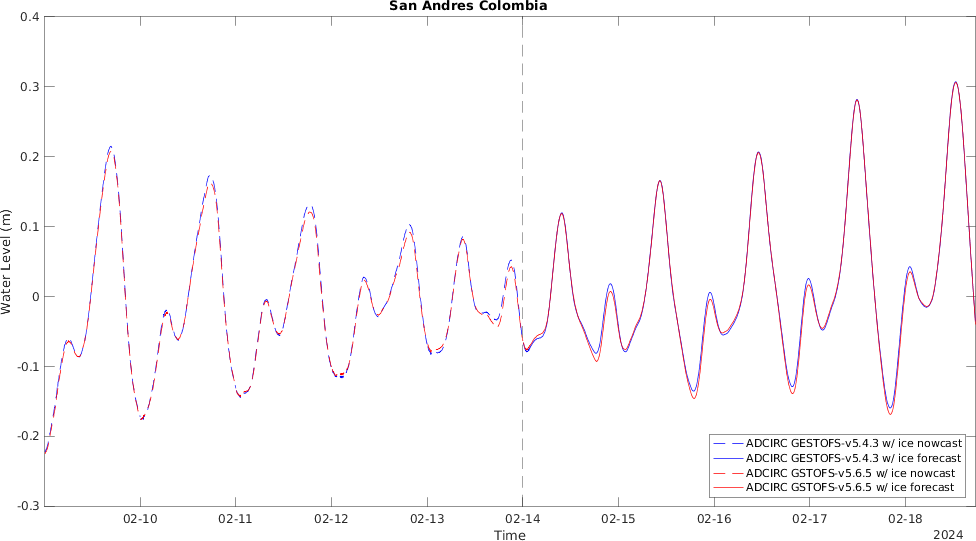 San Andres Colombia
Water Level (m)
0.4
0.3
0.2
0.1
0
-0.1
-0.2
-0.3
ADCIRC GESTOFS-v5.4.3 w/ ice nowcast
ADCIRC GESTOFS-v5.4.3 w/ ice forecast
ADCIRC GSTOFS-v5.6.5 w/ ice nowcast
ADCIRC GSTOFS-v5.6.5 w/ ice forecast
02-10 02-11 02-12 02-13 02-14 02-15 02-16 02-17 02-18
Time
2024